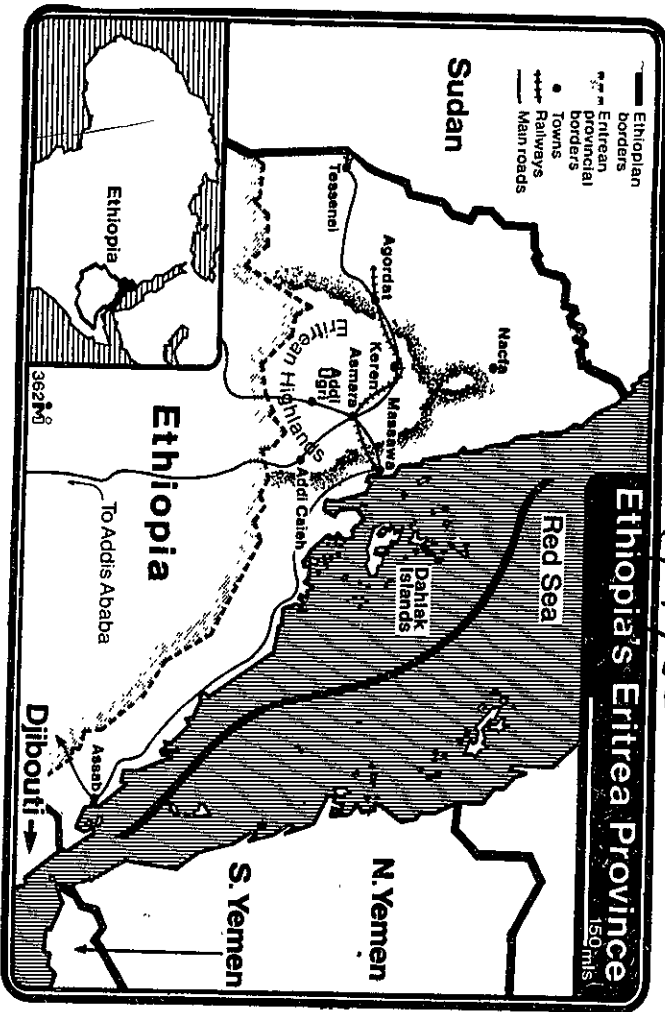 Ethiopia's Eritrea Province
150 mls
Ethiopian
borders
Eritrean
provincial
borders
Towns
Railways
Main roads
Sudan
Red Sea
N. Yemen
S. Yemen
Nacfa
Dahlak
Islands
Massawa
Agordat
Keren
Asmara
Tessenei
Addi
Ugri
Eritrean Highlands
Addi Caieh
Ethiopia
Assab
To Addis Ababa
Djibouti
Ethiopia